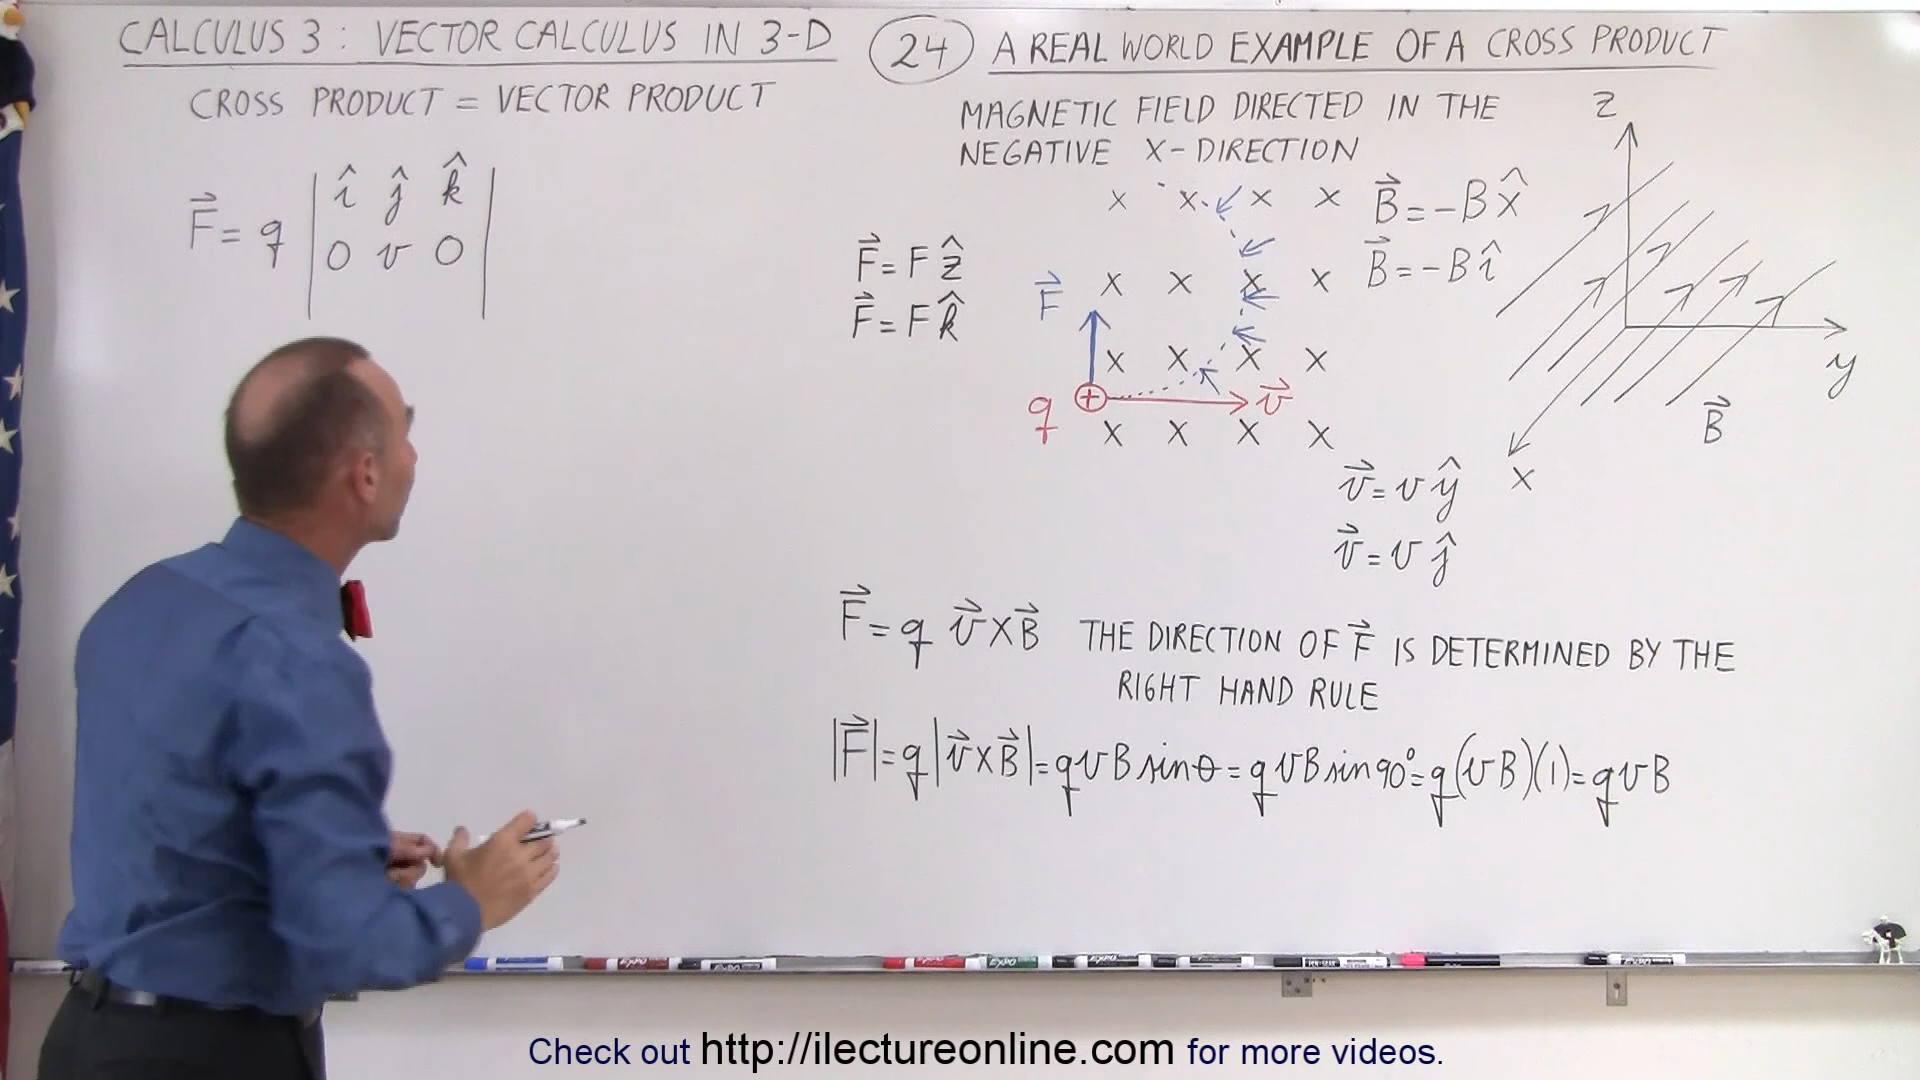 CALCULUS 3: VECTOR CALCULUS IN 3-D
24 A REAL WORLD EXAMPLE OF A CROSS PRODUCT
CROSS PRODUCT = VECTOR PRODUCT
F⃗ = q | î ĵ k̂ |
| 0 v 0 |
MAGNETIC FIELD DIRECTED IN THE
NEGATIVE X-DIRECTION
x x x x
B⃗ = -B x̂
B⃗ = -B î
F⃗ = F ẑ
F⃗ = F k̂
F⃗
x x x x
x x x x
q + v⃗
x x x x
z
y
x
B⃗
v⃗ = v ŷ
v⃗ = v ĵ
F⃗ = q v⃗ X B⃗ THE DIRECTION OF F⃗ IS DETERMINED BY THE
RIGHT HAND RULE
|F⃗| = q |v⃗ x B⃗| = q v B sin θ = q v B sin 90° = q (v B)(1) = q v B
EXPO
EXPO
Check out http://ilectureonline.com for more videos.